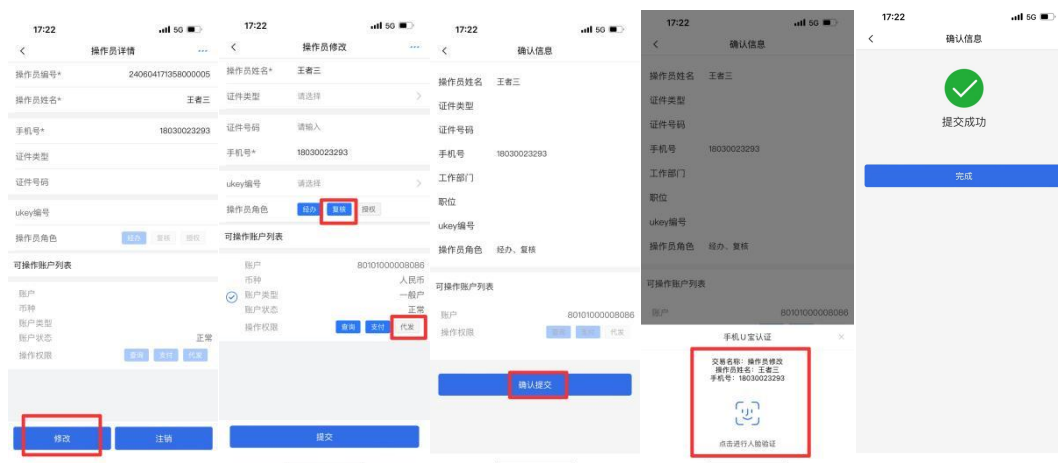 17:22
5G
操作员详情
操作员编号* 240604171358000005
操作员姓名* 王者三
手机号* 18030023293
证件类型
证件号码
ukey编号
操作员角色 经办 复核 授权
可操作账户列表
账户
币种
账户类型
账户状态 正常
操作权限 查询 支付 代发
修改 注销
17:22
5G
操作员修改
操作员姓名* 王者三
证件类型 请选择
证件号码 请输入
手机号* 18030023293
ukey编号 请选择
操作员角色 经办 复核 授权
可操作账户列表
账户 80101000008086
币种 人民币
账户类型 一般户
账户状态 正常
操作权限 查询 支付 代发
提交
17:22
5G
确认信息
操作员姓名 王者三
证件类型
证件号码
手机号 18030023293
工作部门
职位
ukey编号
操作员角色 经办、复核
可操作账户列表
账户 80101000008086
操作权限 查询 支付 代发
确认提交
17:22
5G
确认信息
操作员姓名 王者三
证件类型
证件号码
手机号 18030023293
工作部门
职位
ukey编号
操作员角色 经办、复核
可操作账户列表
账户 80101000008086
手机U宝认证
交易名称：操作员修改
操作员姓名：王者三
手机号：18030023293
点击进行人脸验证
17:22
5G
确认信息
提交成功
完成